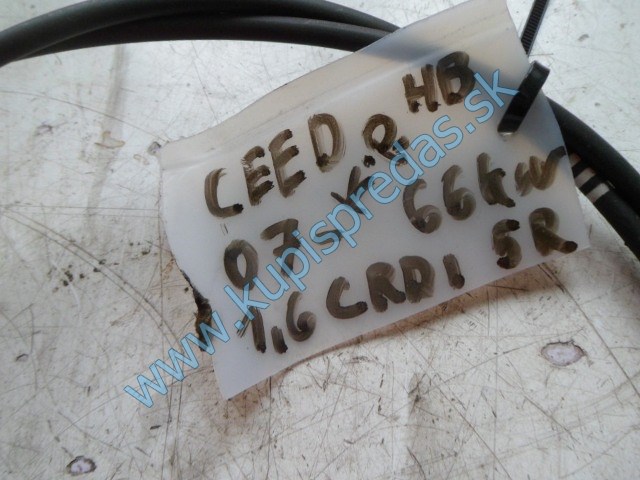 CEED HB
07 r.v 66kw
1,6 CRDI 5R
www.kupispredas.sk